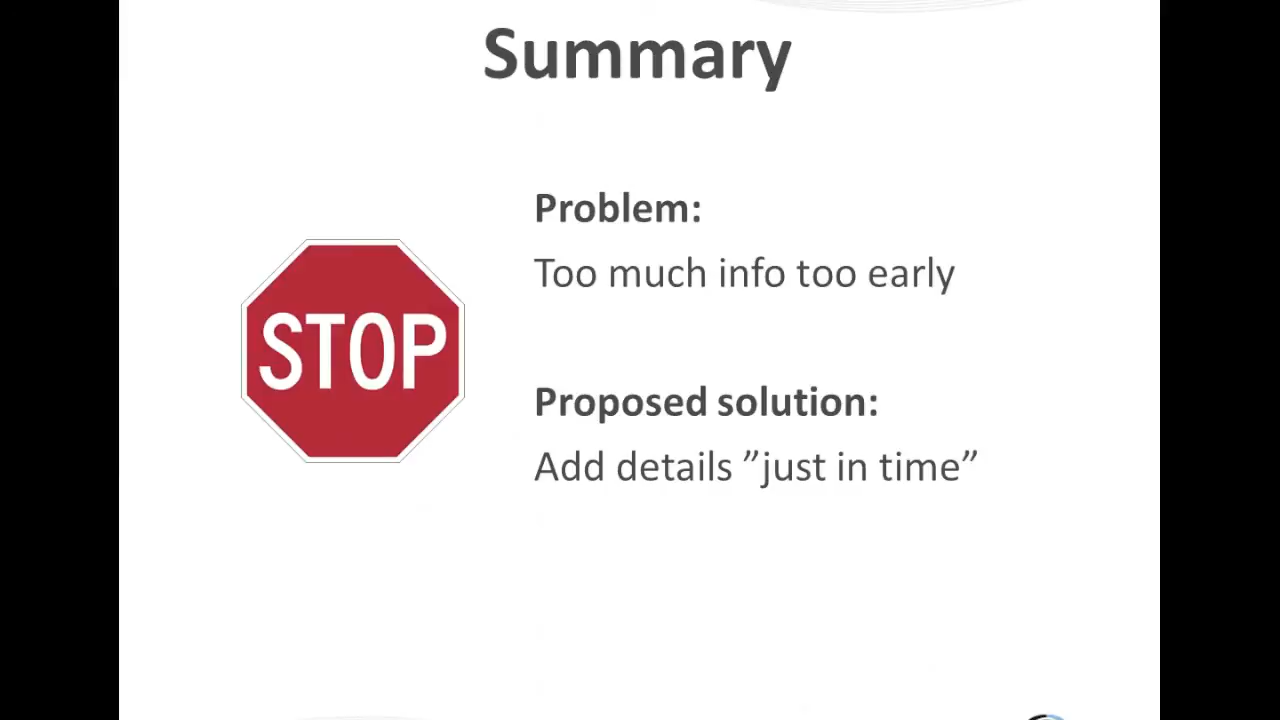 Summary
Problem:
Too much info too early
STOP
Proposed solution:
Add details ”just in time”